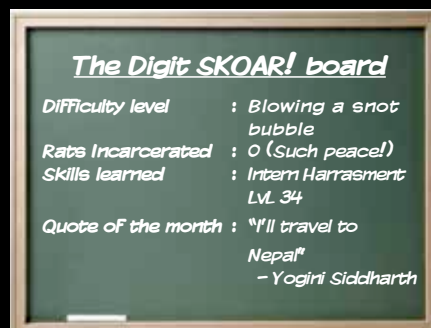 The Digit SKOAR! board
Difficulty level : Blowing a snot
bubble
Rats Incarcerated : 0 (Such peace!)
Skills learned : Intern Harrasment
LvL 34
Quote of the month : "I'll travel to
Nepal"
- Yogini Siddharth